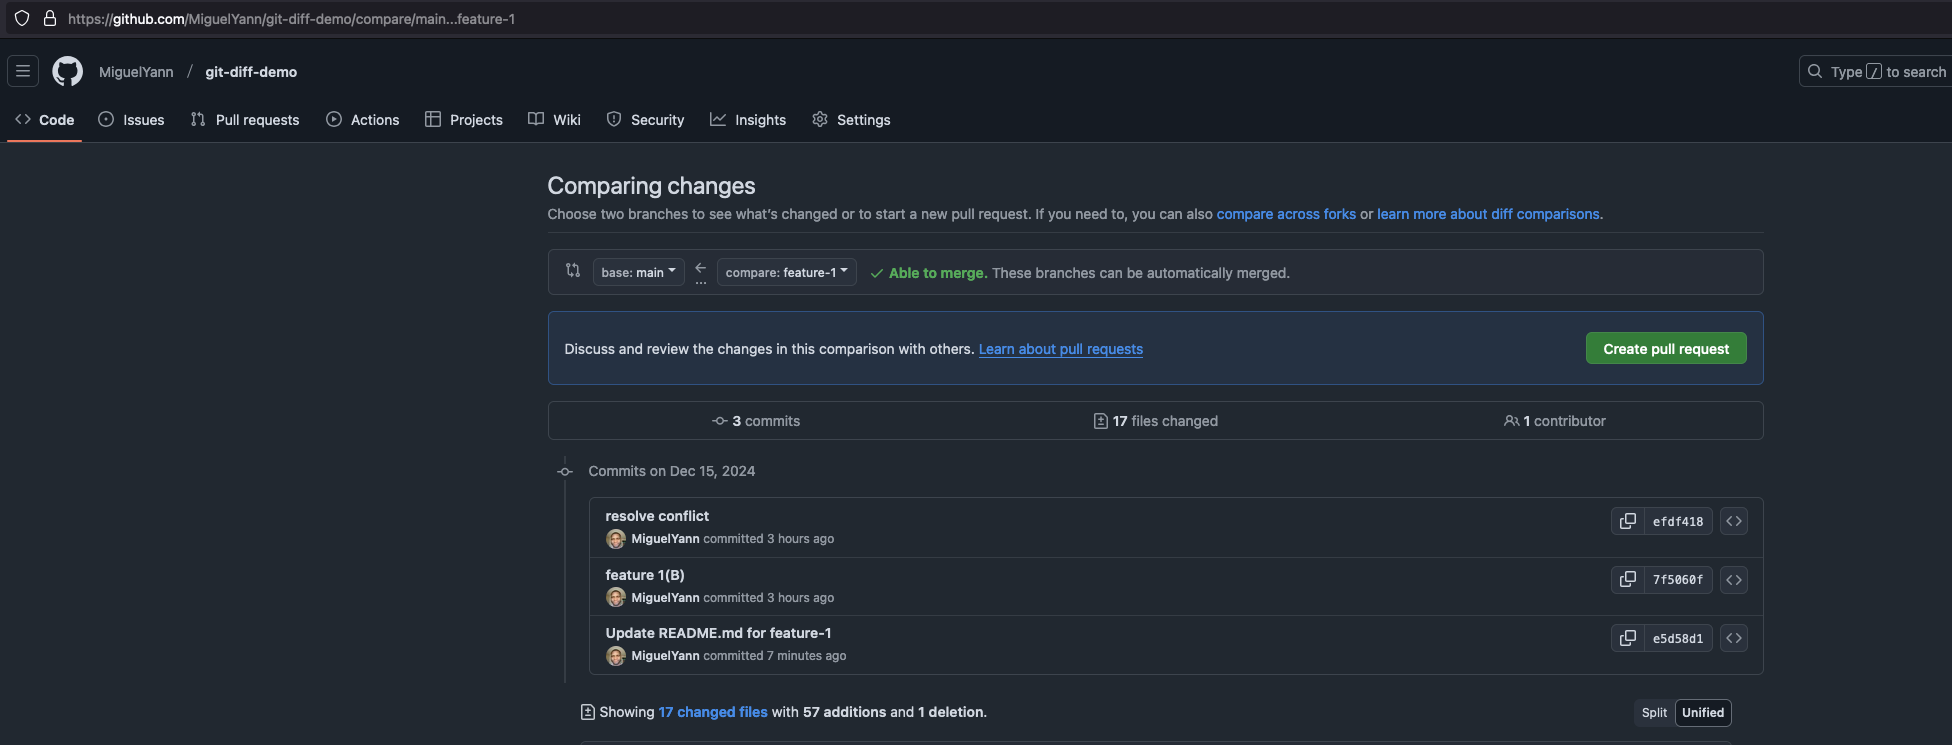 https://github.com/MiguelYann/git-diff-demo/compare/main...feature-1
MiguelYann / git-diff-demo
Type / to search
Code Issues Pull requests Actions Projects Wiki Security Insights Settings
Comparing changes
Choose two branches to see what's changed or to start a new pull request. If you need to, you can also compare across forks or learn more about diff comparisons.
base: main ... compare: feature-1 Able to merge. These branches can be automatically merged.
Discuss and review the changes in this comparison with others. Learn about pull requests
Create pull request
3 commits 17 files changed 1 contributor
Commits on Dec 15, 2024
resolve conflict
MiguelYann committed 3 hours ago
efdf418
feature 1(B)
MiguelYann committed 3 hours ago
7f5060f
Update README.md for feature-1
MiguelYann committed 7 minutes ago
e5d58d1
Showing 17 changed files with 57 additions and 1 deletion.
Split Unified